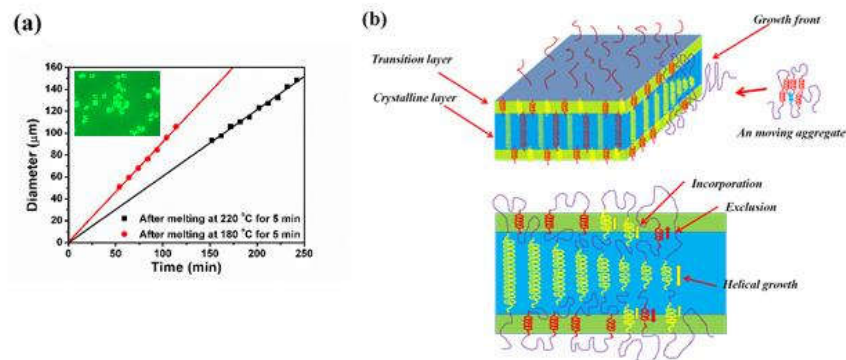 (a)
160
140
120
100
80
60
40
20
0
Diameter (μm)
After melting at 220 °C for 5 min
After melting at 180 °C for 5 min
0 50 100 150 200 250
Time (min)
(b)
Growth front
Transition layer
Crystalline layer
An moving aggregate
Incorporation
Exclusion
Helical growth